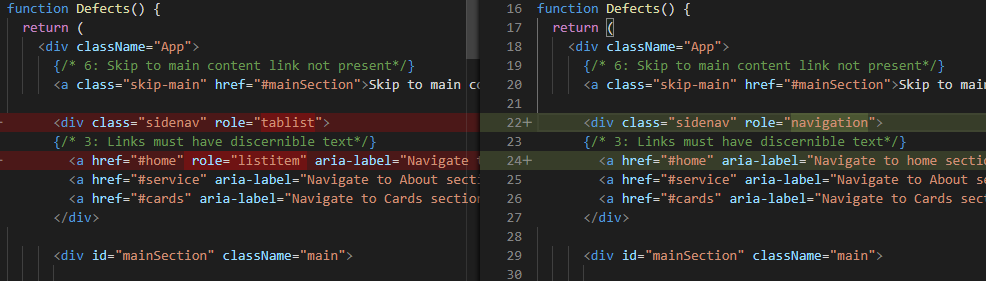 function Defects() {
return (
<div className="App">
{/* 6: Skip to main content link not present*/}
<a class="skip-main" href="#mainSection">Skip to main co
- <div class="sidenav" role="tablist">
{/* 3: Links must have discernible text*/}
- <a href="#home" role="listitem" aria-label="Navigate
<a href="#service" aria-label="Navigate to About secti
<a href="#cards" aria-label="Navigate to Cards section
</div>
<div id="mainSection" className="main">
16 function Defects() {
17 return (
18 <div className="App">
19 {/* 6: Skip to main content link not present*/}
20 <a class="skip-main" href="#mainSection">Skip to main
21
22+ <div class="sidenav" role="navigation">
23 {/* 3: Links must have discernible text*/}
24+ <a href="#home" aria-label="Navigate to home section
25 <a href="#service" aria-label="Navigate to About se
26 <a href="#cards" aria-label="Navigate to Cards sect
27 </div>
28
29 <div id="mainSection" className="main">
30